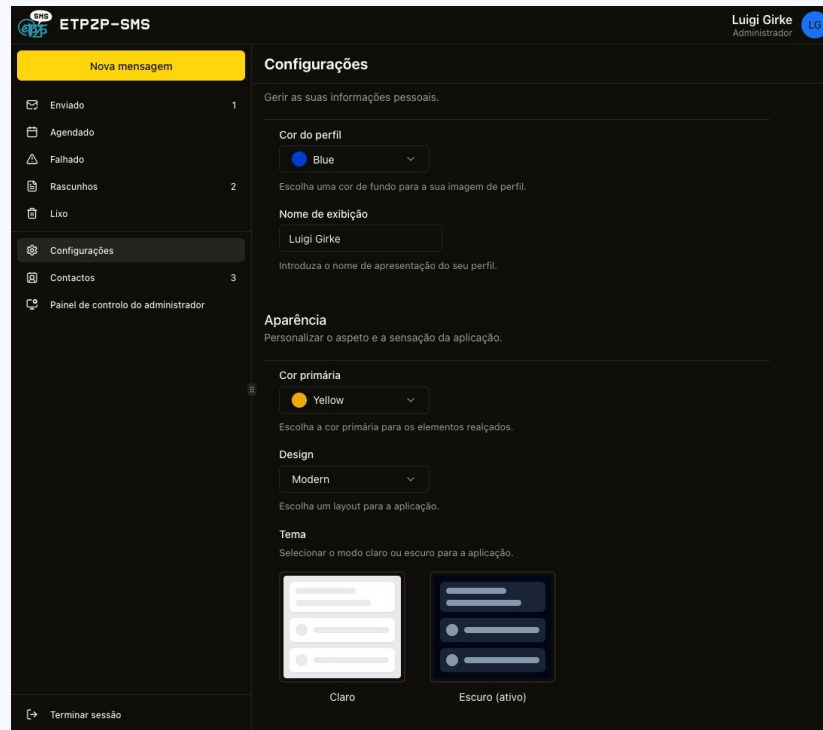 SMS
etpzp
ETPZP-SMS
Luigi Girke
Administrador
LG
Nova mensagem
Enviado 1
Agendado
Falhado
Rascunhos 2
Lixo
Configurações
Contactos 3
Painel de controlo do administrador
Terminar sessão
Configurações
Gerir as suas informações pessoais.
Cor do perfil
Blue
Escolha uma cor de fundo para a sua imagem de perfil.
Nome de exibição
Luigi Girke
Introduza o nome de apresentação do seu perfil.
Aparência
Personalizar o aspeto e a sensação da aplicação.
Cor primária
Yellow
Escolha a cor primária para os elementos realçados.
Design
Modern
Escolha um layout para a aplicação.
Tema
Selecionar o modo claro ou escuro para a aplicação.
Claro
Escuro (ativo)